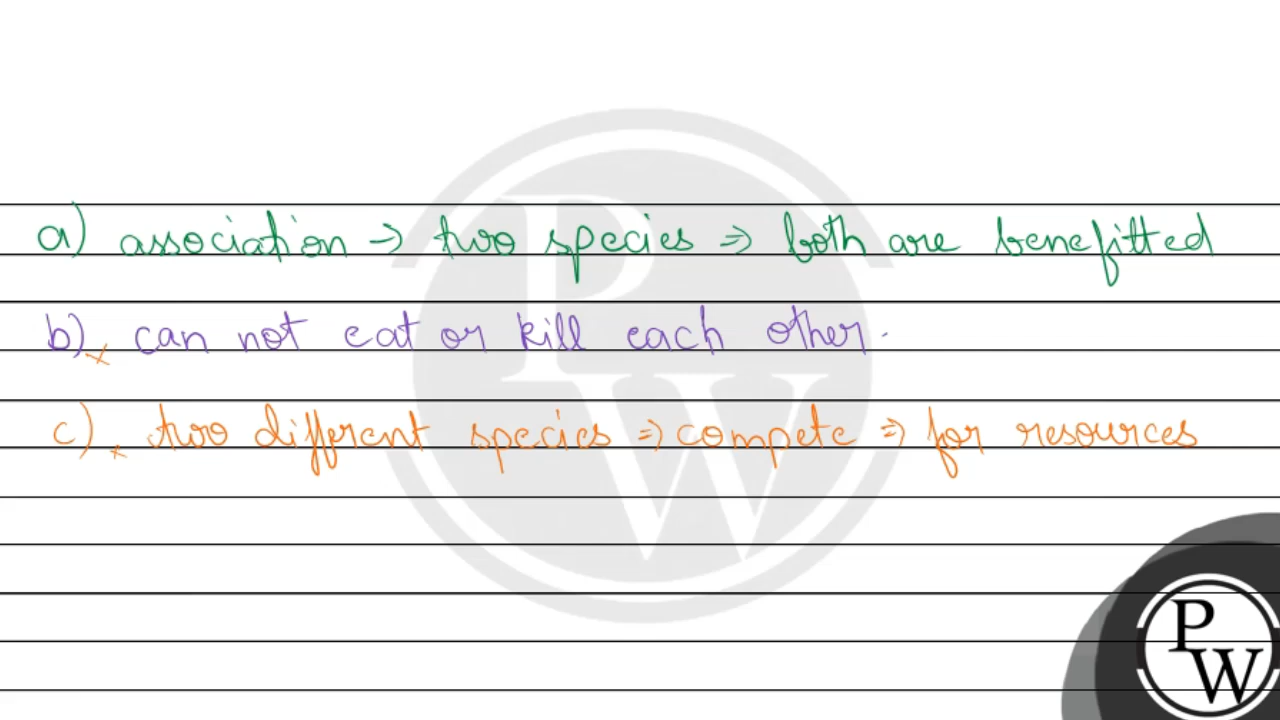 a) association → two species ⇒ both are benefitted
b) × can not eat or kill each other.
c) × two different species ⇒ compete ⇒ for resources
P
W
P
W